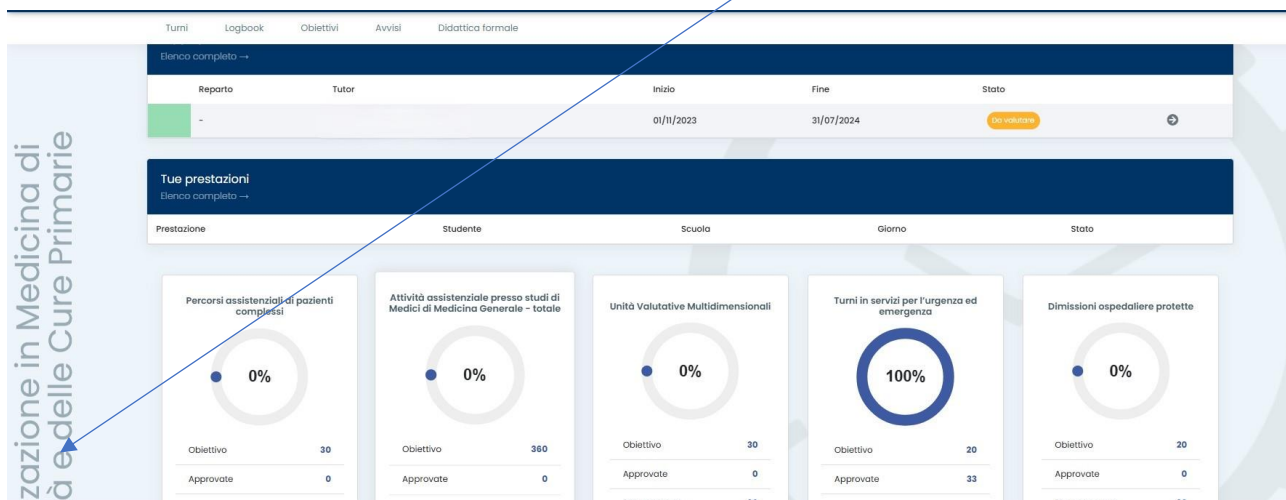 Turni Logbook Obiettivi Avvisi Didattica formale
Elenco completo →
Reparto Tutor Inizio Fine Stato
- 01/11/2023 31/07/2024 Da valutare
Tue prestazioni
Elenco completo →
Prestazione Studente Scuola Giorno Stato
Percorsi assistenziali di pazienti
complessi
0%
Obiettivo 30
Approvate 0
Attività assistenziale presso studi di
Medici di Medicina Generale - totale
0%
Obiettivo 360
Approvate 0
Unità Valutative Multidimensionali
0%
Obiettivo 30
Approvate 0
Turni in servizi per l'urgenza ed
emergenza
100%
Obiettivo 20
Approvate 33
Dimissioni ospedaliere protette
0%
Obiettivo 20
Approvate 0
zazione in Medicina di
à e delle Cure Primarie